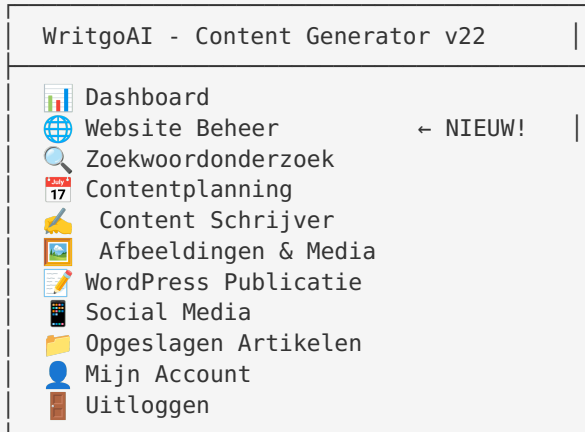 WritgoAI - Content Generator v22
📊 Dashboard
🌐 Website Beheer ← NIEUW!
🔍 Zoekwoordonderzoek
📅 Contentplanning
✍️ Content Schrijver
🖼️ Afbeeldingen & Media
📝 WordPress Publicatie
📱 Social Media
📁 Opgeslagen Artikelen
👤 Mijn Account
🚪 Uitloggen